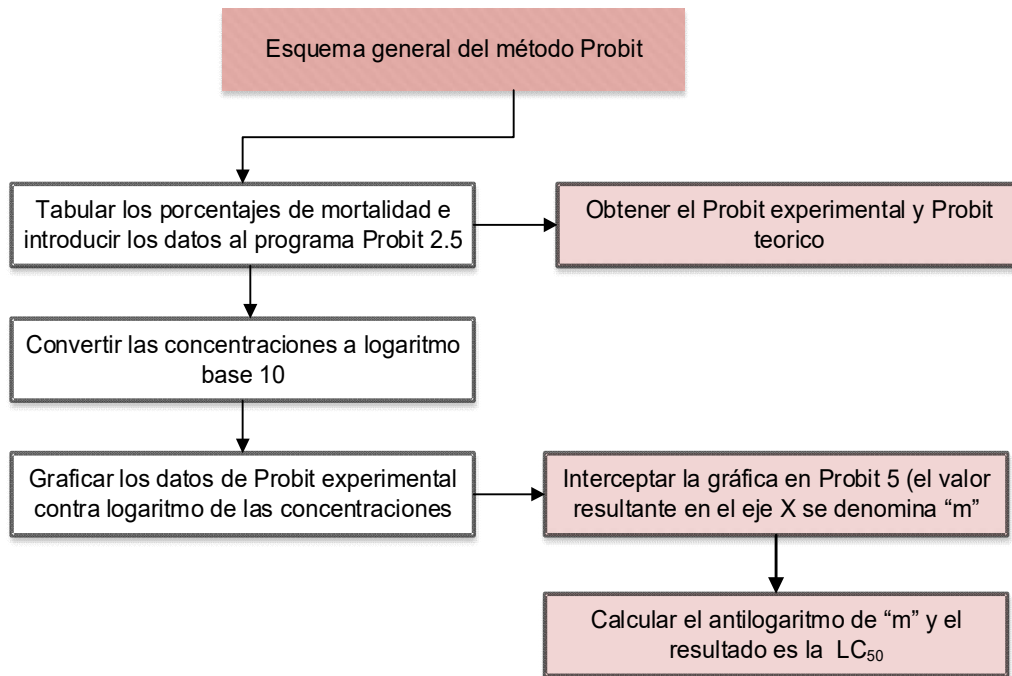 Esquema general del método Probit
Tabular los porcentajes de mortalidad e
introducir los datos al programa Probit 2.5
Obtener el Probit experimental y Probit
teorico
Convertir las concentraciones a logaritmo
base 10
Graficar los datos de Probit experimental
contra logaritmo de las concentraciones
Interceptar la gráfica en Probit 5 (el valor
resultante en el eje X se denomina “m”
Calcular el antilogaritmo de “m” y el
resultado es la LC₅₀